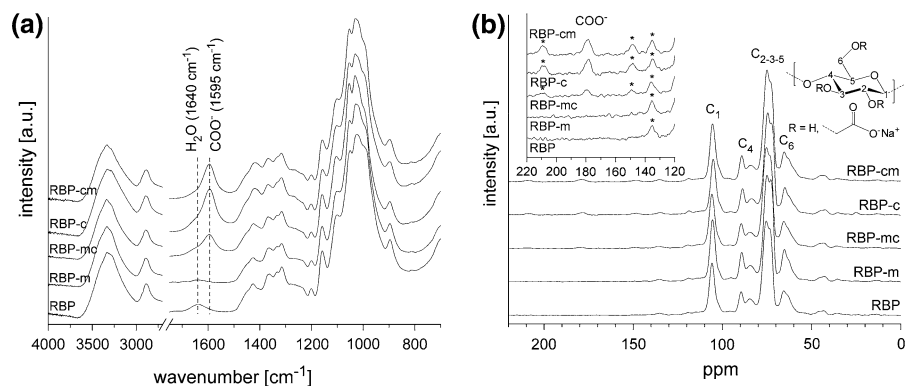 (a)
intensity [a.u.]
H₂O (1640 cm⁻¹)
COO⁻ (1595 cm⁻¹)
RBP-cm
RBP-c
RBP-mc
RBP-m
RBP
4000 3500 3000 1600 1400 1200 1000 800
wavenumber [cm⁻¹]
(b)
intensity [a.u.]
COO⁻
RBP-cm
RBP-c
RBP-mc
RBP-m
RBP
* * * *
* * *
* * *
*
*
220 200 180 160 140 120
C₁
C₄
C₂₋₃₋₅
C₆
OR
6
4 5 O
O
RO 3 2 1 O
OR
R = H,
O
O⁻Na⁺
RBP-cm
RBP-c
RBP-mc
RBP-m
RBP
200 150 100 50 0
ppm